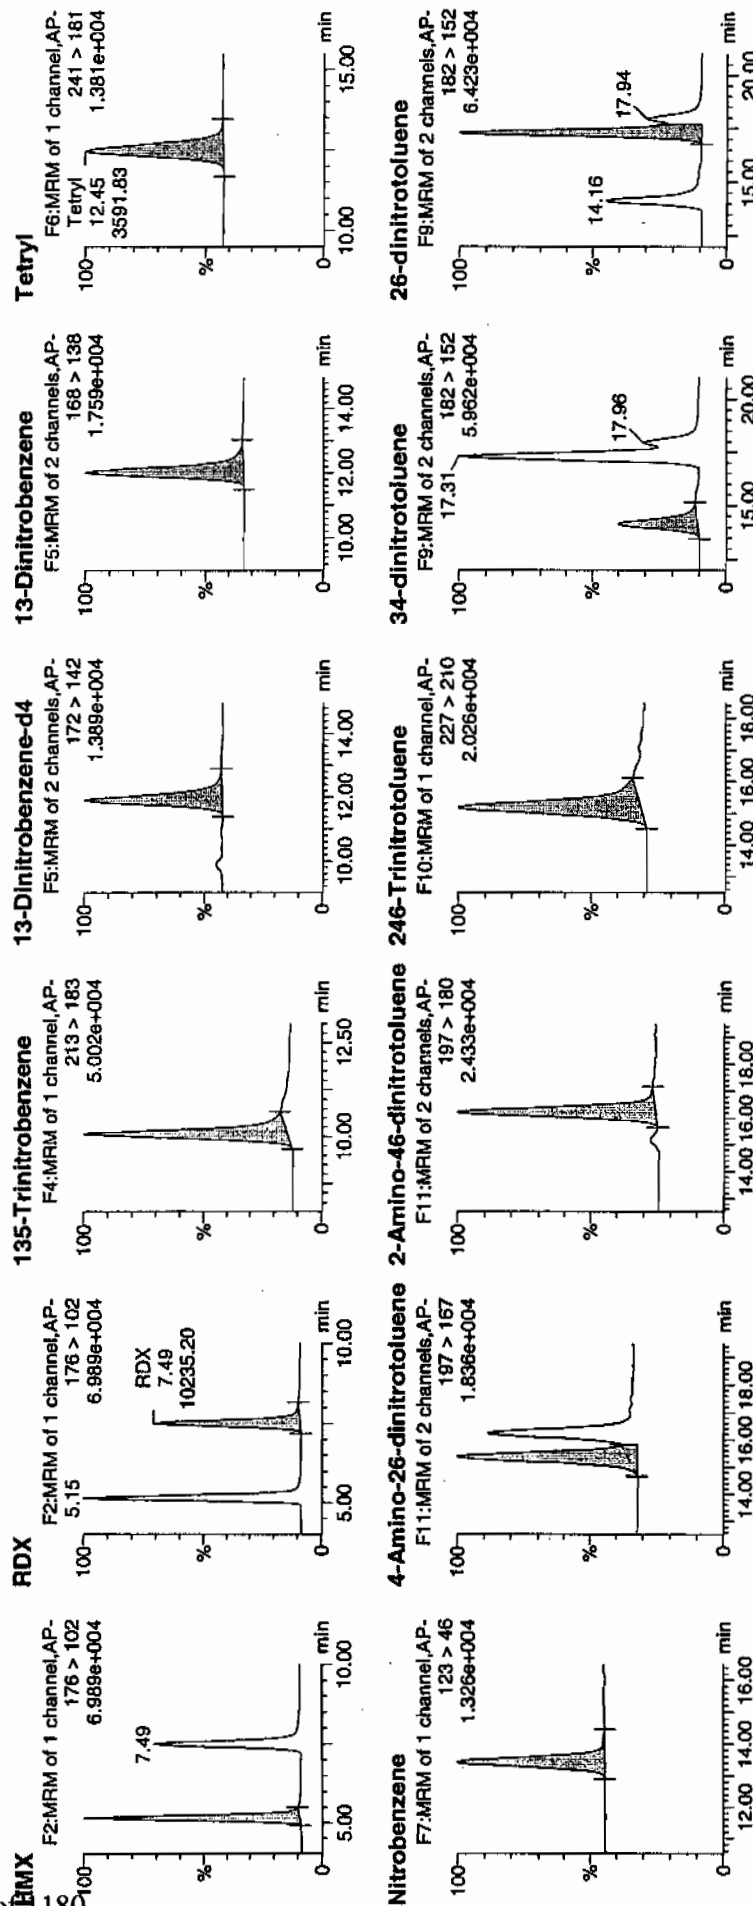 HMX
F2:MRM of 1 channel,AP-
176 > 102
6.989e+004
100
7.49
%
0
5.00
10.00
min
RDX
F2:MRM of 1 channel,AP-
176 > 102
6.989e+004
100
5.15
RDX
7.49
10235.20
%
0
5.00
10.00
min
135-Trinitrobenzene
F4:MRM of 1 channel,AP-
213 > 183
5.002e+004
100
%
0
10.00
12.50
min
13-Dinitrobenzene-d4
F5:MRM of 2 channels,AP-
172 > 142
1.389e+004
100
%
0
10.00
12.00
14.00
min
13-Dinitrobenzene
F5:MRM of 2 channels,AP-
168 > 138
1.759e+004
100
%
0
10.00
12.00
14.00
min
Tetryl
F6:MRM of 1 channel,AP-
241 > 181
1.381e+004
100
Tetryl
12.45
3591.83
%
0
10.00
15.00
min
Nitrobenzene
F7:MRM of 1 channel,AP-
123 > 46
1.326e+004
100
%
0
12.00
14.00
16.00
min
4-Amino-26-dinitrotoluene
F11:MRM of 2 channels,AP-
197 > 167
1.836e+004
100
%
0
14.00
16.00
18.00
min
2-Amino-46-dinitrotoluene
F11:MRM of 2 channels,AP-
197 > 180
2.433e+004
100
%
0
14.00
16.00
18.00
min
246-Trinitrotoluene
F10:MRM of 1 channel,AP-
227 > 210
2.026e+004
100
%
0
14.00
16.00
18.00
min
34-dinitrotoluene
F9:MRM of 2 channels,AP-
182 > 152
5.962e+004
100
17.31
17.96
%
0
15.00
20.00
min
26-dinitrotoluene
F9:MRM of 2 channels,AP-
182 > 152
6.423e+004
100
14.16
17.94
%
0
15.00
20.00
min
180